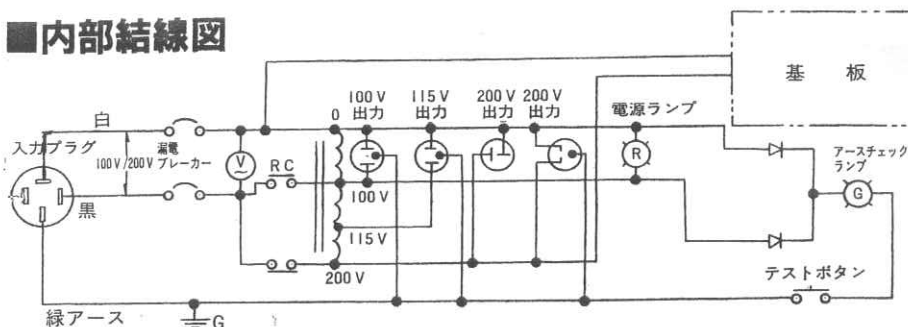 ■内部結線図
基 板
100V
出力
115V
出力
200V
出力
200V
出力
電源ランプ
白
0
入力プラグ
100V/200V
漏電
ブレーカー
V
RC
R
アースチェック
ランプ
G
黒
100V
115V
200V
テストボタン
緑アース
G